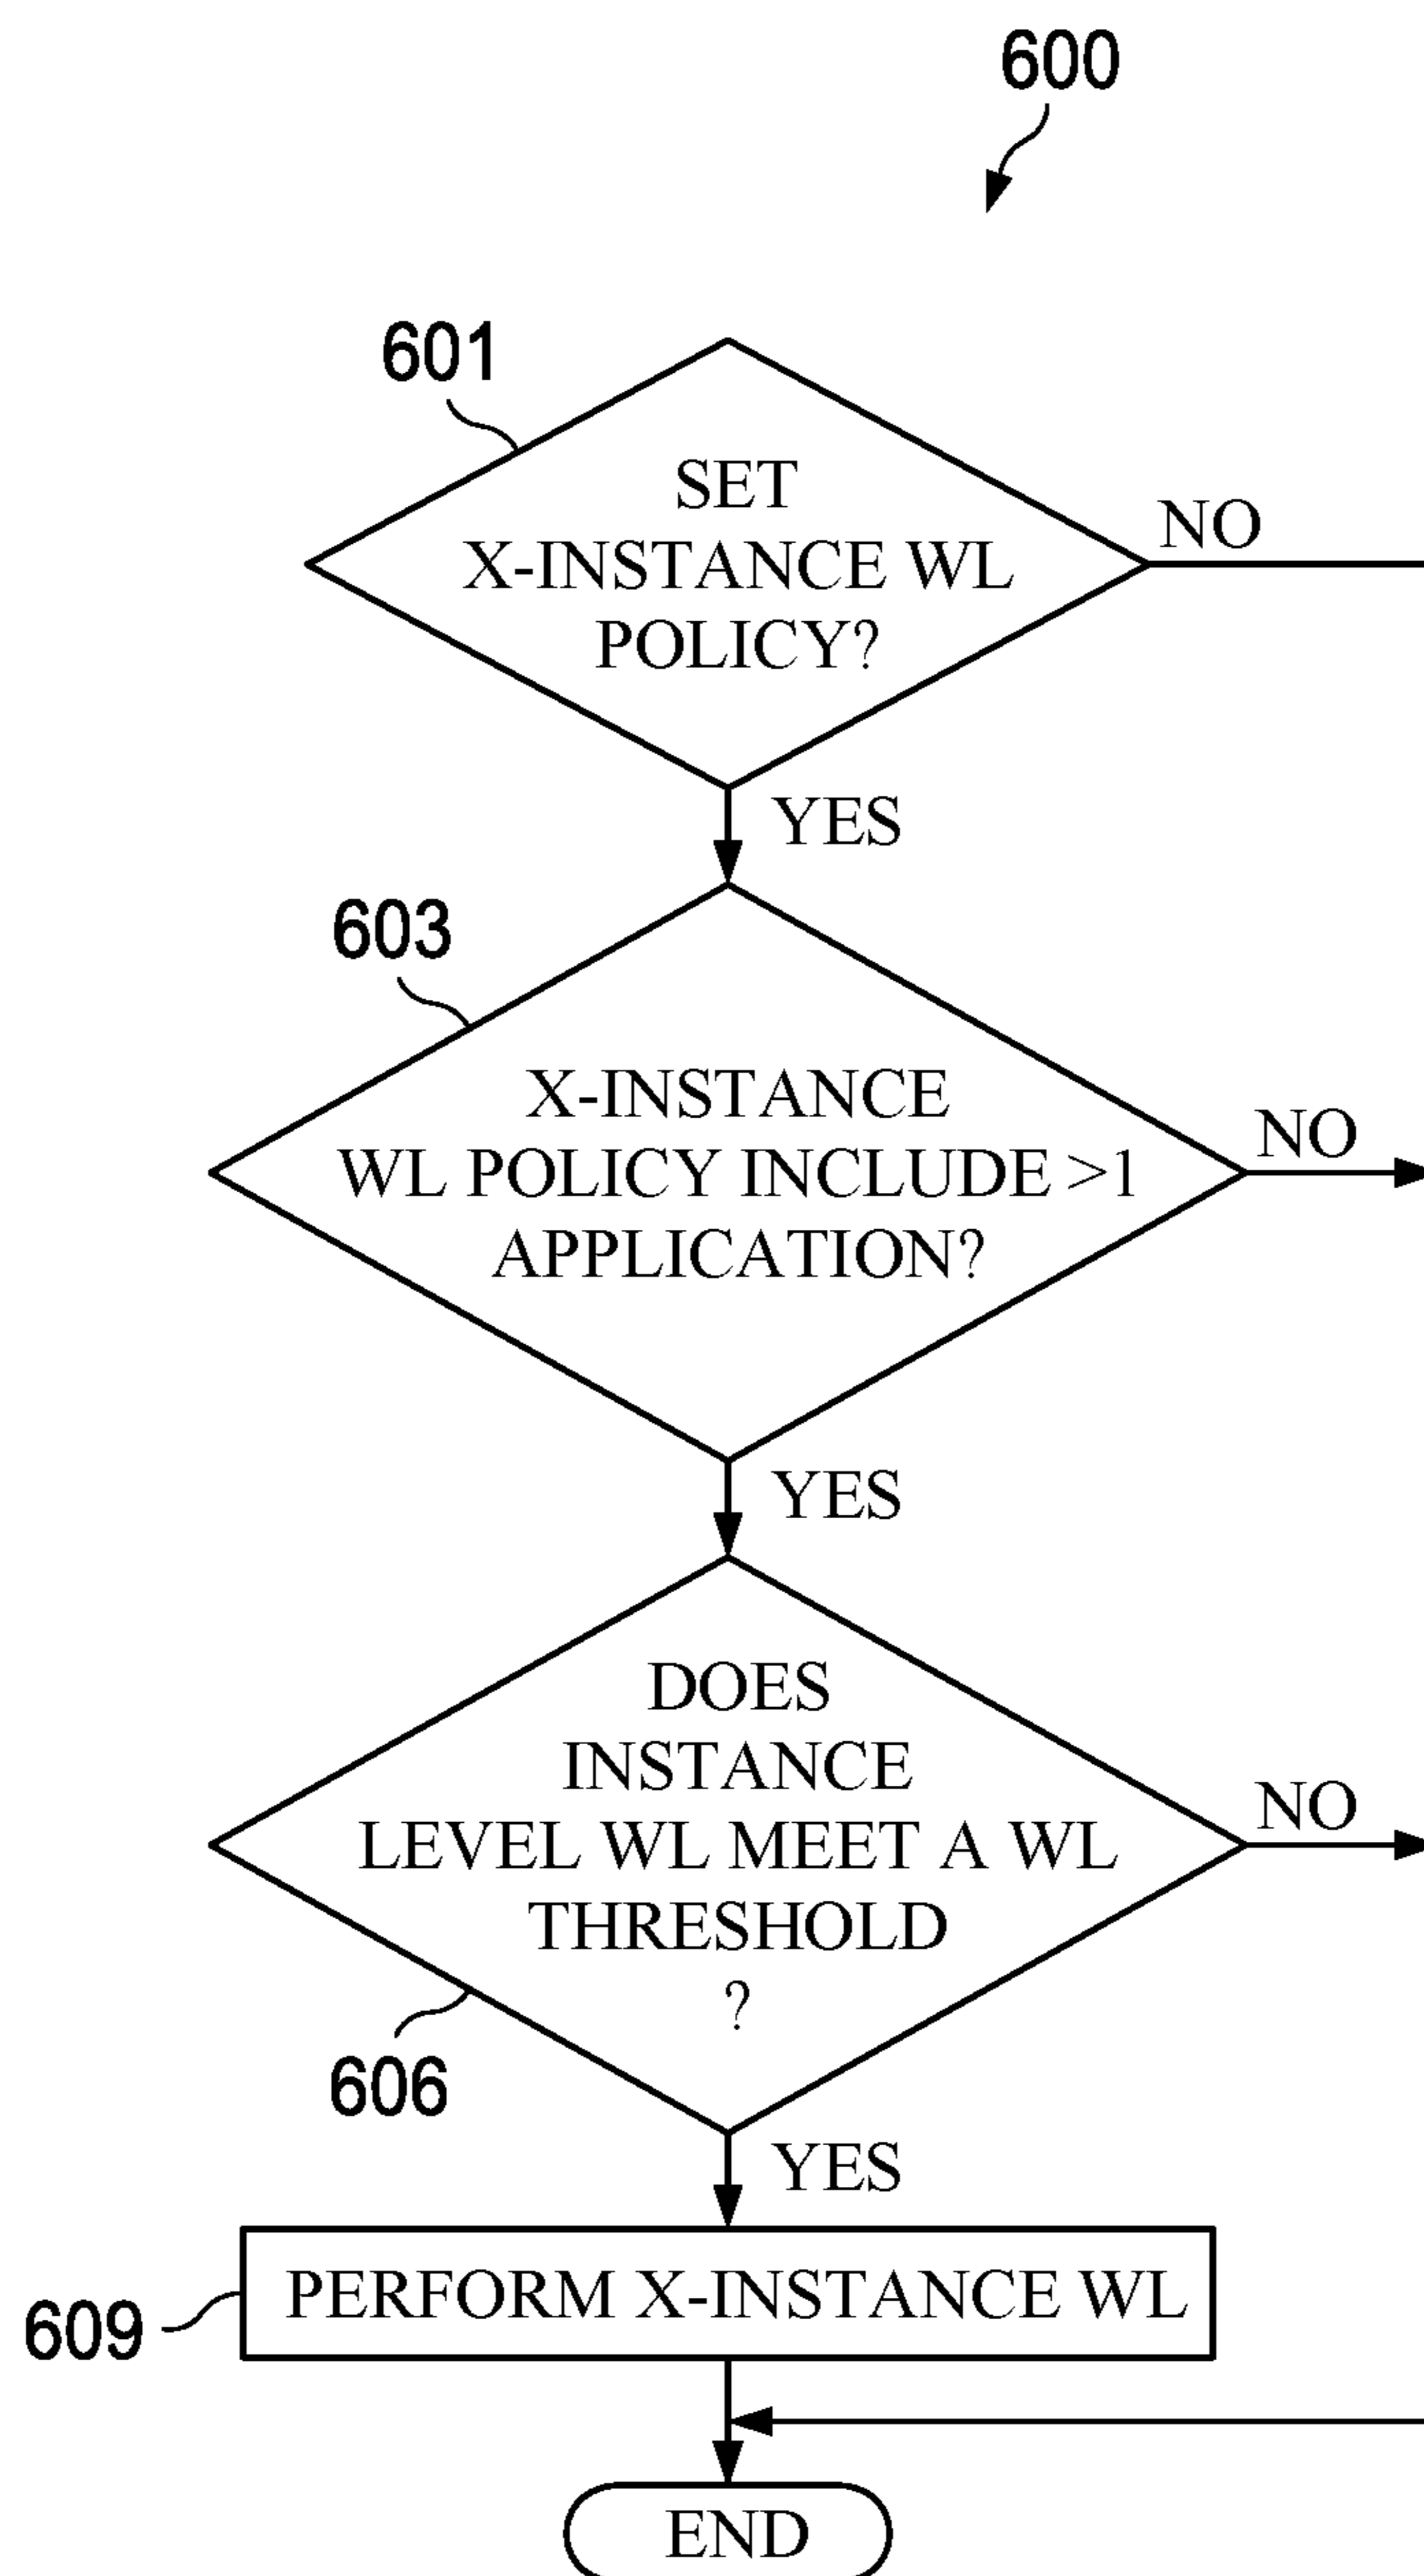 600
601
SET
X-INSTANCE WL
POLICY?
NO
YES
603
X-INSTANCE
WL POLICY INCLUDE >1
APPLICATION?
NO
YES
DOES
INSTANCE
LEVEL WL MEET A WL
THRESHOLD
?
NO
606
YES
PERFORM X-INSTANCE WL
609
END